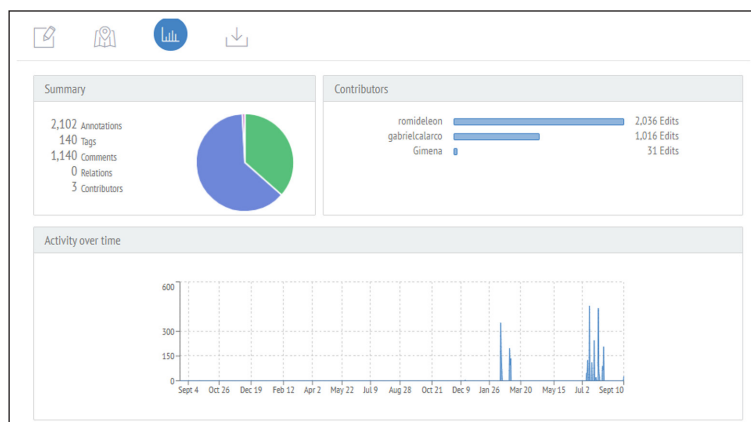 Summary
2,102 Annotations
140 Tags
1,140 Comments
0 Relations
3 Contributors
Contributors
romideleon 2,036 Edits
gabrielcalarco 1,016 Edits
Gimena 31 Edits
Activity over time
600
300
150
0
Sept 4 Oct 26 Dec 19 Feb 12 Apr 2 May 22 Jul 9 Aug 28 Oct 21 Dec 9 Jan 26 Mar 20 May 15 Jul 2 Sept 10